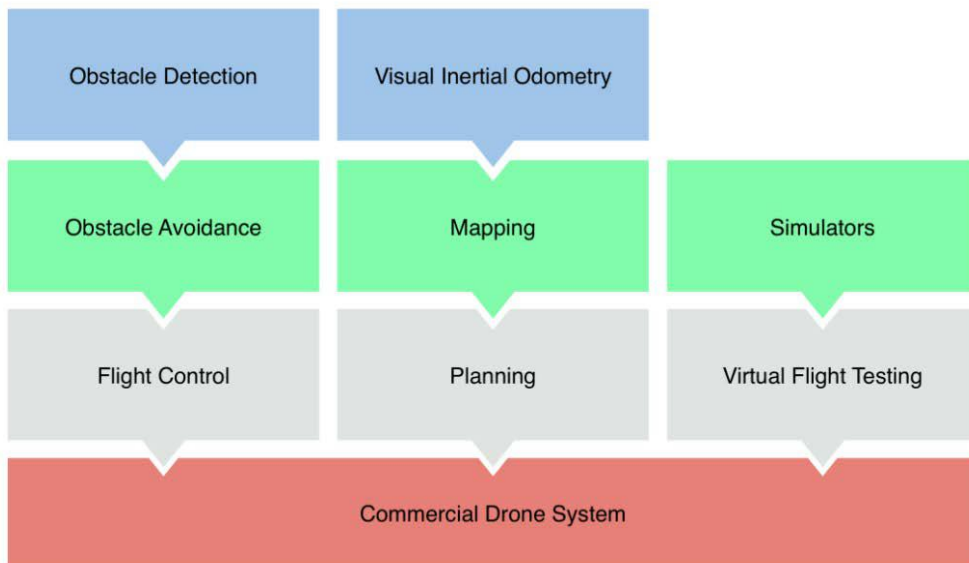 Obstacle Detection
Visual Inertial Odometry
Obstacle Avoidance
Mapping
Simulators
Flight Control
Planning
Virtual Flight Testing
Commercial Drone System